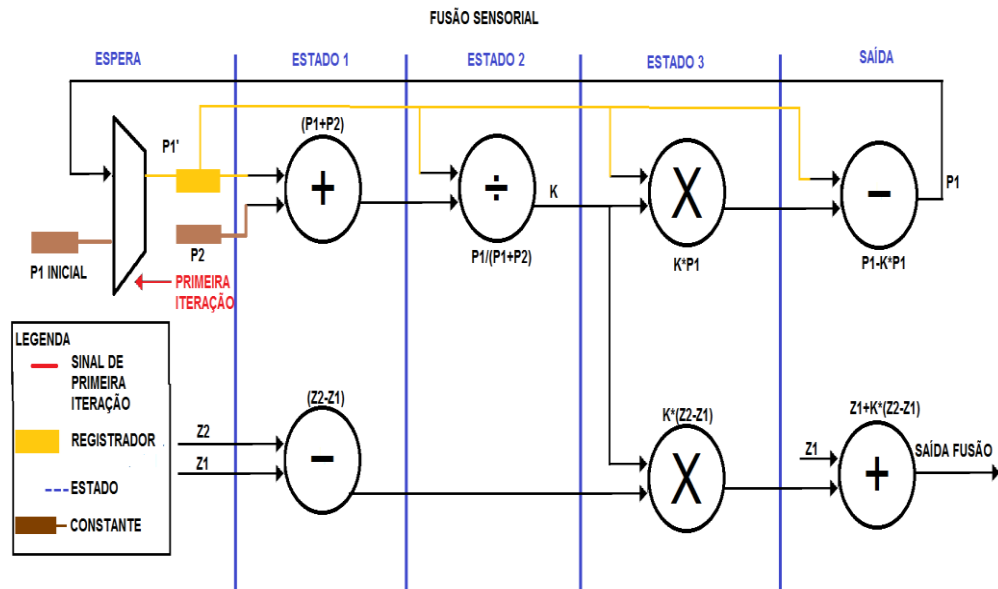 FUSÃO SENSORIAL
ESPERA
ESTADO 1
ESTADO 2
ESTADO 3
SAÍDA
P1'
(P1+P2)
+
÷
K
X
-
P1
P2
P1 INICIAL
PRIMEIRA
ITERAÇÃO
P1/(P1+P2)
K*P1
P1-K*P1
LEGENDA
SINAL DE
PRIMEIRA
ITERAÇÃO
REGISTRADOR
ESTADO
CONSTANTE
Z2
Z1
(Z2-Z1)
-
K*(Z2-Z1)
X
Z1+K*(Z2-Z1)
Z1
+
SAÍDA FUSÃO